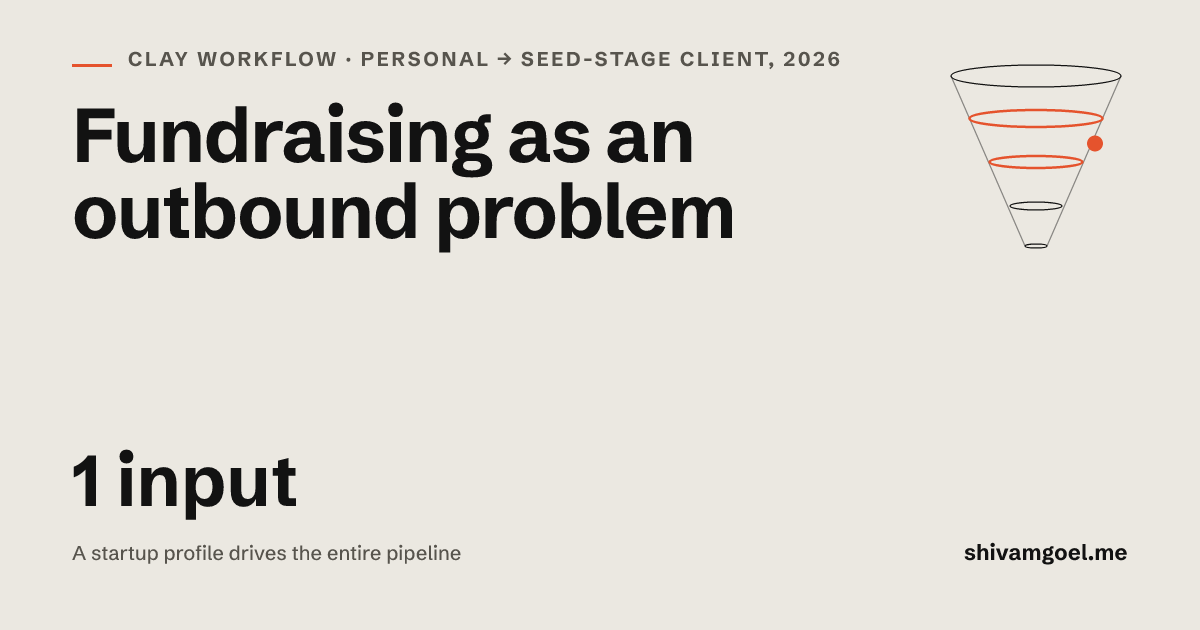 CLAY WORKFLOW · PERSONAL → SEED-STAGE CLIENT, 2026
Fundraising as an
outbound problem
1 input
A startup profile drives the entire pipeline
shivamgoel.me